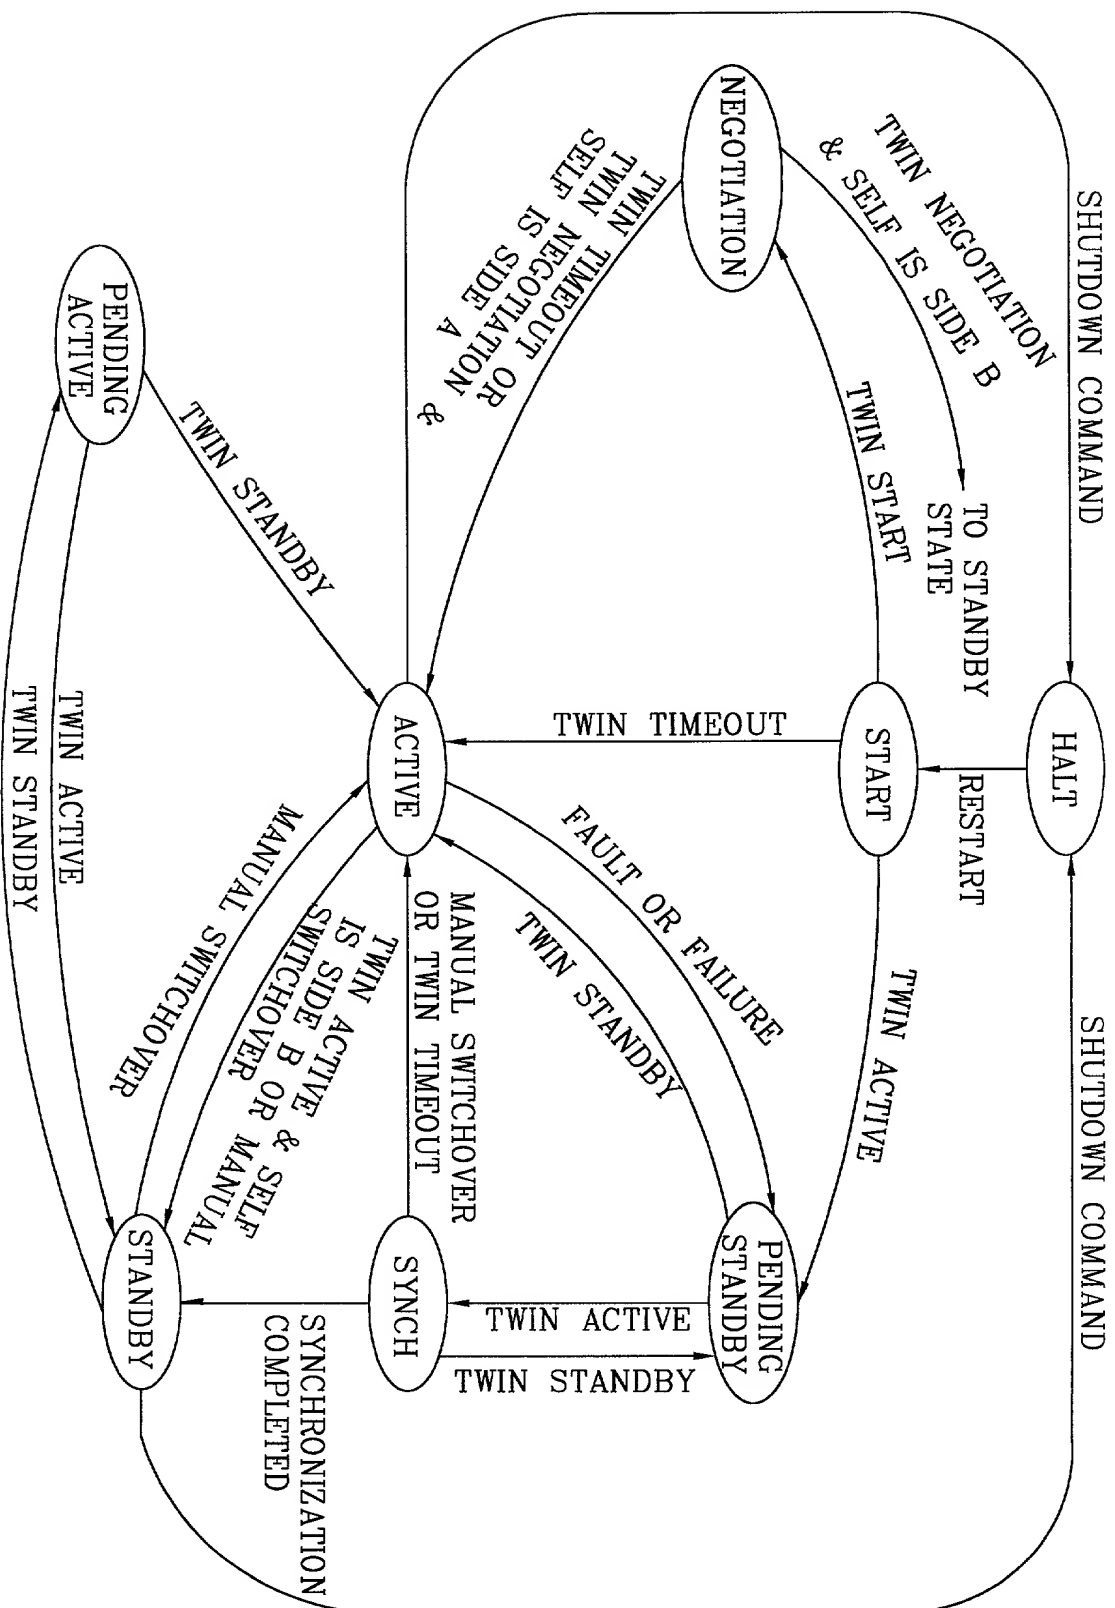 SHUTDOWN COMMAND
HALT
SHUTDOWN COMMAND
RESTART
TWIN NEGOTIATION
& SELF IS SIDE B
TO STANDBY
STATE
START
TWIN START
TWIN ACTIVE
NEGOTIATION
TWIN TIMEOUT OR
TWIN NEGOTIATION &
SELF IS SIDE A
TWIN TIMEOUT
FAULT OR FAILURE
TWIN STANDBY
PENDING
STANDBY
TWIN ACTIVE
TWIN STANDBY
MANUAL SWITCHOVER
OR TWIN TIMEOUT
ACTIVE
SYNCH
TWIN STANDBY
MANUAL SWITCHOVER
TWIN ACTIVE & SELF
IS SIDE B OR MANUAL
SWITCHOVER
SYNCHRONIZATION
COMPLETED
PENDING
ACTIVE
STANDBY
TWIN ACTIVE
TWIN STANDBY